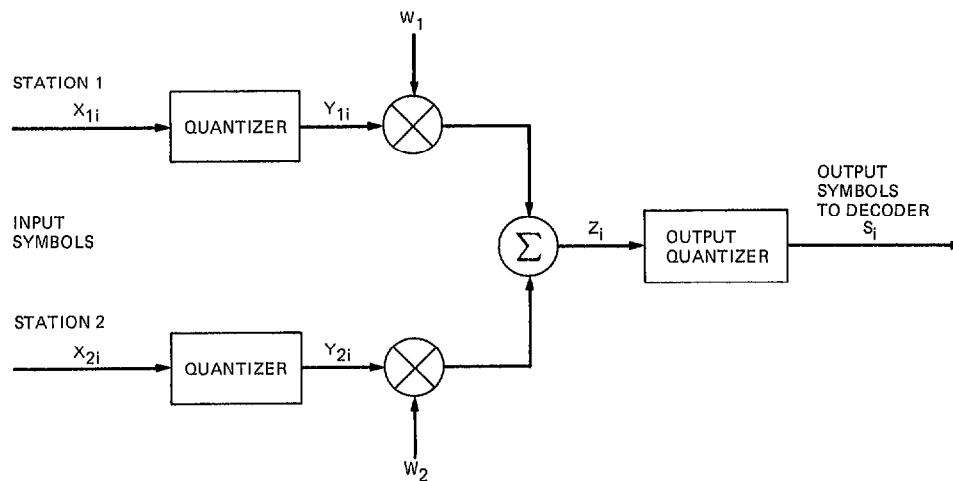 W1
STATION 1
X1i
QUANTIZER
Y1i
INPUT
SYMBOLS
Σ
Zi
OUTPUT
QUANTIZER
OUTPUT
SYMBOLS
TO DECODER
Si
STATION 2
X2i
QUANTIZER
Y2i
W2